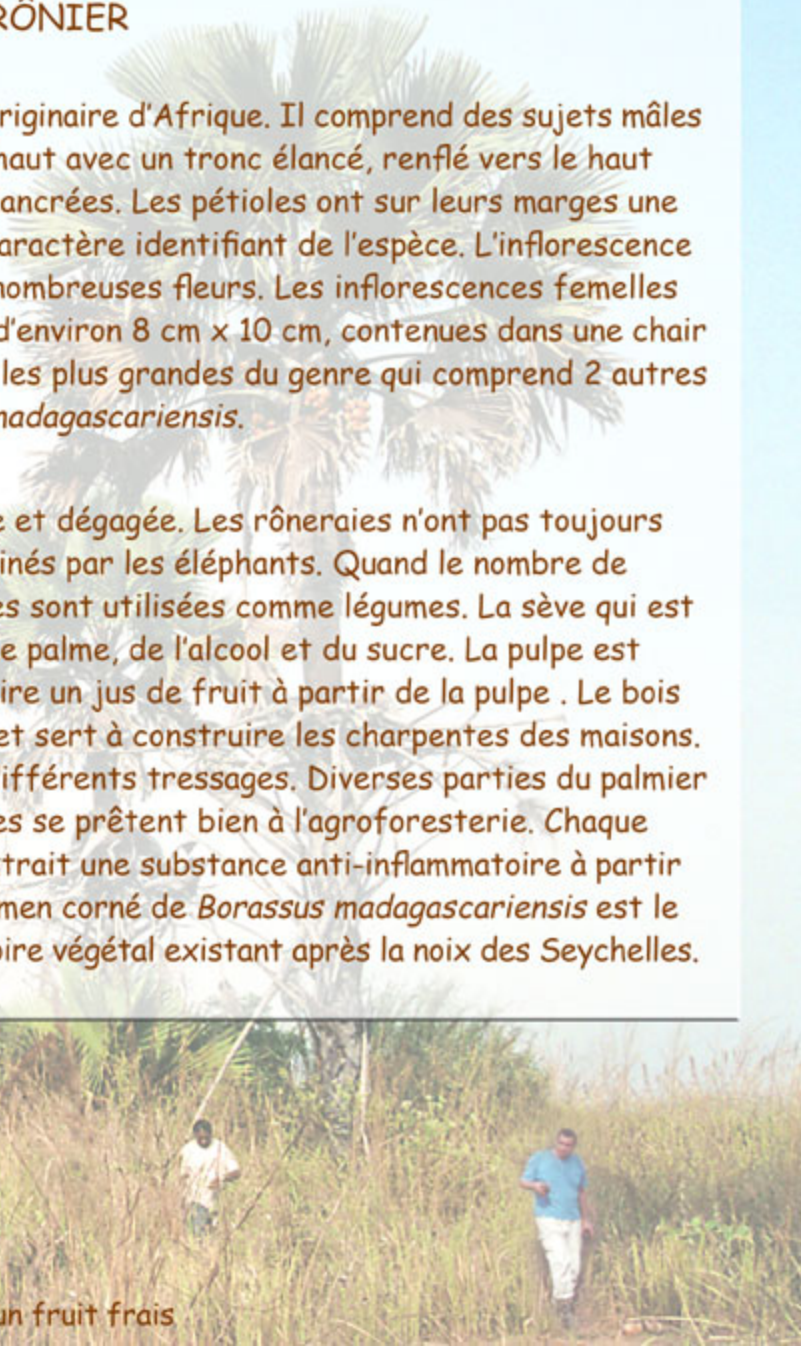 RÔNIER
riginaire d'Afrique. Il comprend des sujets mâles
haut avec un tronc élancé, renflé vers le haut
ancrées. Les pétioles ont sur leurs marges une
aractère identifiant de l'espèce. L'inflorescence
nombreuses fleurs. Les inflorescences femelles
d'environ 8 cm x 10 cm, contenues dans une chair
les plus grandes du genre qui comprend 2 autres
madagascariensis.
e et dégagée. Les rôneraies n'ont pas toujours
inés par les éléphants. Quand le nombre de
es sont utilisées comme légumes. La sève qui est
e palme, de l'alcool et du sucre. La pulpe est
ire un jus de fruit à partir de la pulpe . Le bois
et sert à construire les charpentes des maisons.
ifférents tressages. Diverses parties du palmier
es se prêtent bien à l'agroforesterie. Chaque
trait une substance anti-inflammatoire à partir
men corné de Borassus madagascariensis est le
oire végétal existant après la noix des Seychelles.
un fruit frais